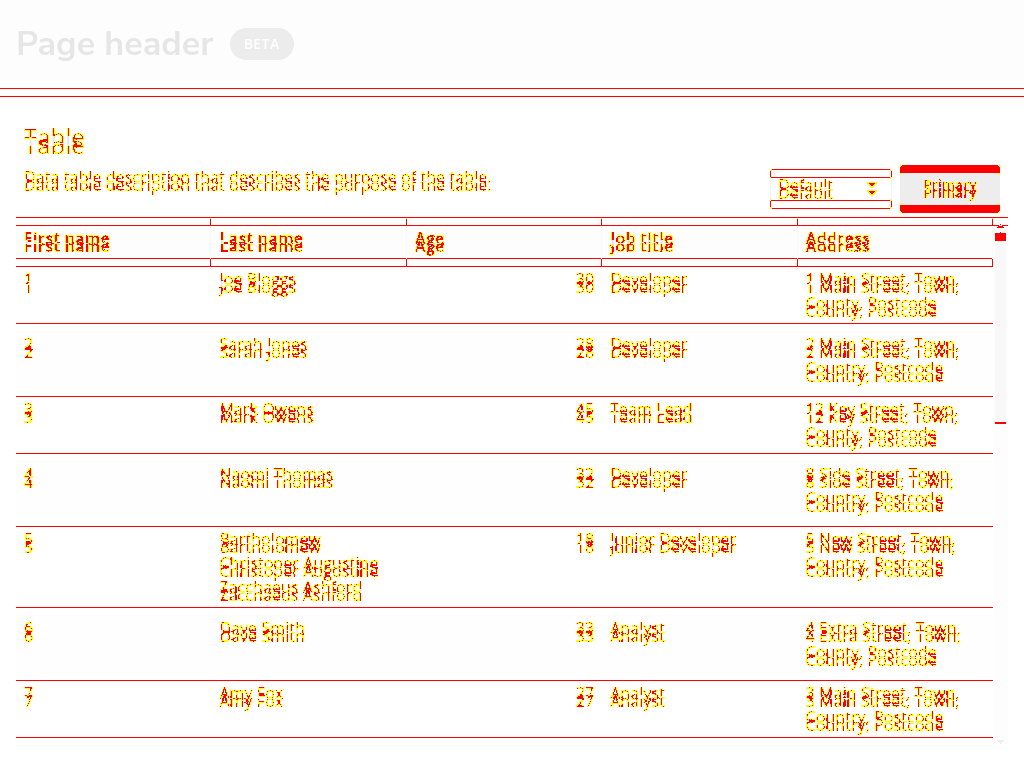 Page header BETA
Table
Data table description that describes the purpose of the table.
Default
Primary
First name Last name Age Job title Address
1 Joe Bloggs 30 Developer 1 Main Street, Town,
County, Postcode
2 Sarah Jones 28 Developer 2 Main Street, Town,
Country, Postcode
3 Mark Owens 45 Team Lead 12 Key Street, Town,
County, Postcode
4 Naomi Thomas 32 Developer 8 Side Street, Town,
Country, Postcode
5 Bartholomew 18 Junior Developer 5 New Street, Town,
Christoper Augustine Country, Postcode
Zacchaeus Ashford
6 Dave Smith 33 Analyst 4 Extra Street, Town,
County, Postcode
7 Amy Fox 27 Analyst 3 Main Street, Town,
County, Postcode